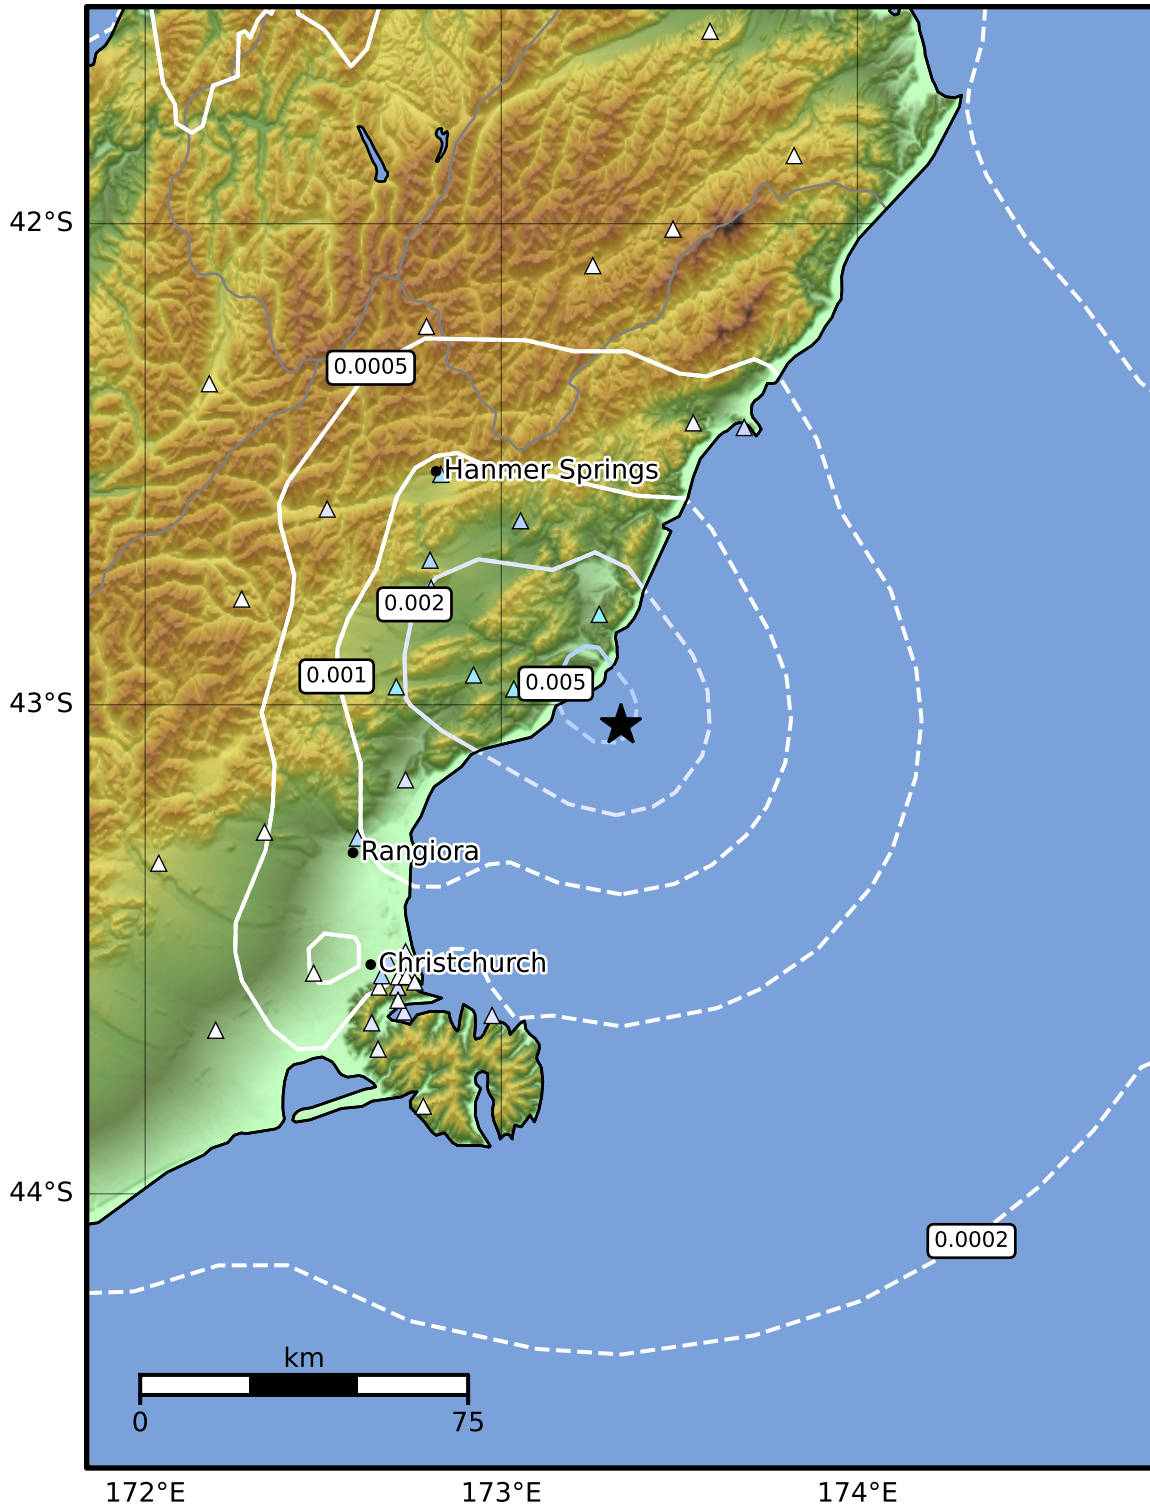 42°S
0.0005
Hanmer Springs
0.002
0.001
0.005
43°S
Rangiora
Christchurch
44°S
0.0002
km
0
75
172°E
173°E
174°E